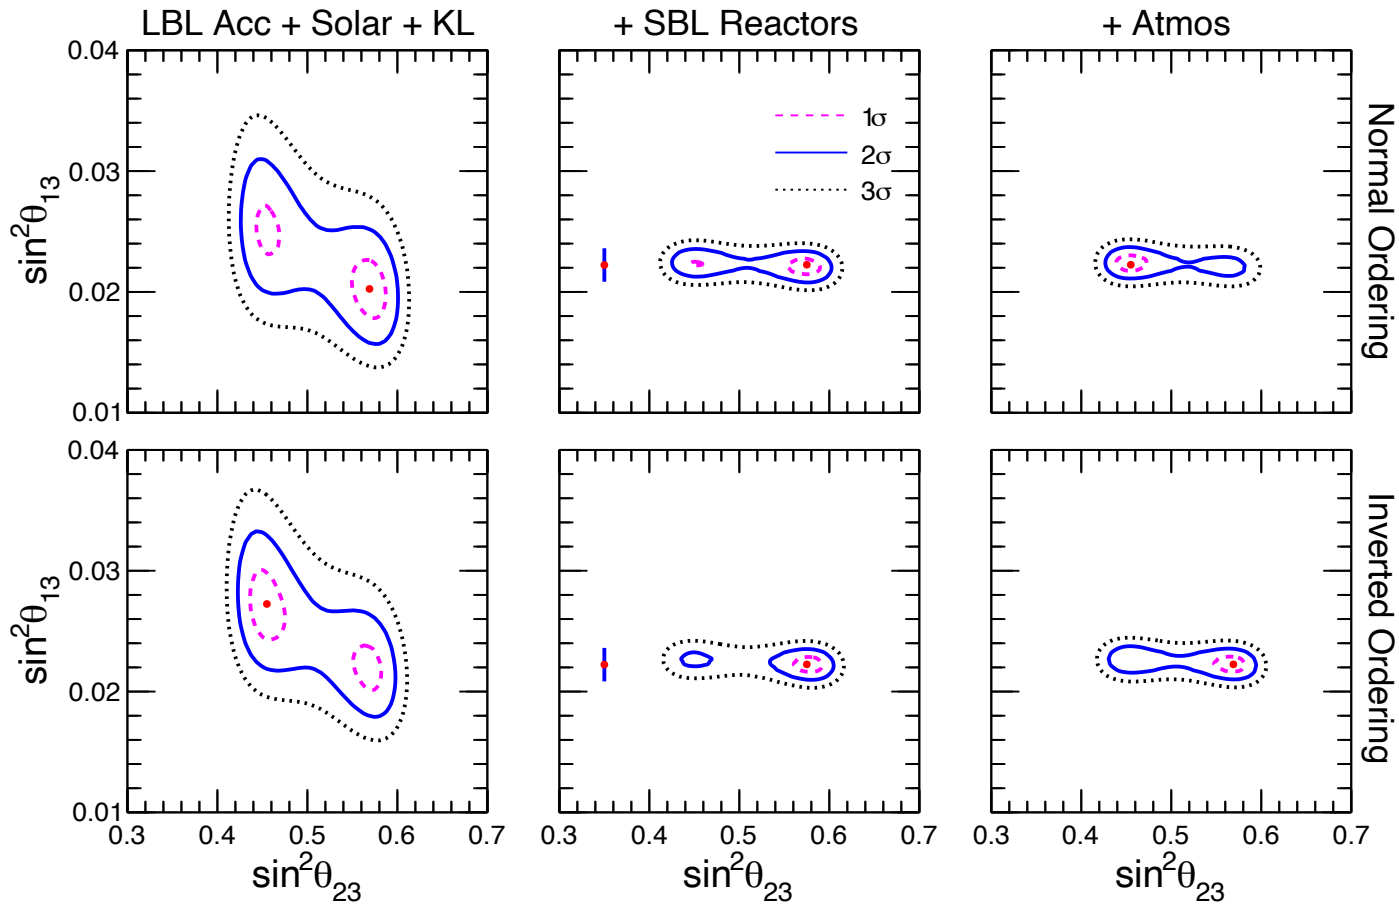 LBL Acc + Solar + KL
+ SBL Reactors
+ Atmos
0.04
0.03
0.02
0.01
sin²θ₁₃
1σ
2σ
3σ
Normal Ordering
0.04
0.03
0.02
0.01
sin²θ₁₃
Inverted Ordering
0.3 0.4 0.5 0.6 0.7
0.3 0.4 0.5 0.6 0.7
0.3 0.4 0.5 0.6 0.7
sin²θ₂₃
sin²θ₂₃
sin²θ₂₃